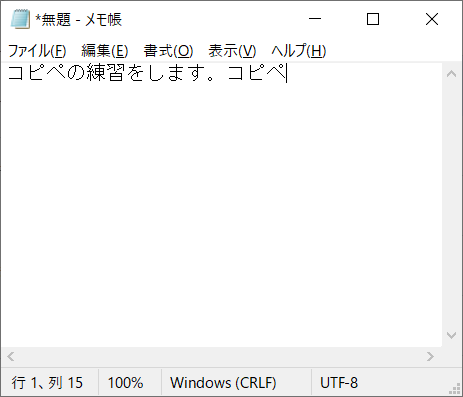 *無題 - メモ帳
ファイル(F) 編集(E) 書式(O) 表示(V) ヘルプ(H)
コピペの練習をします。コピペ
行 1、列 15 100% Windows (CRLF) UTF-8